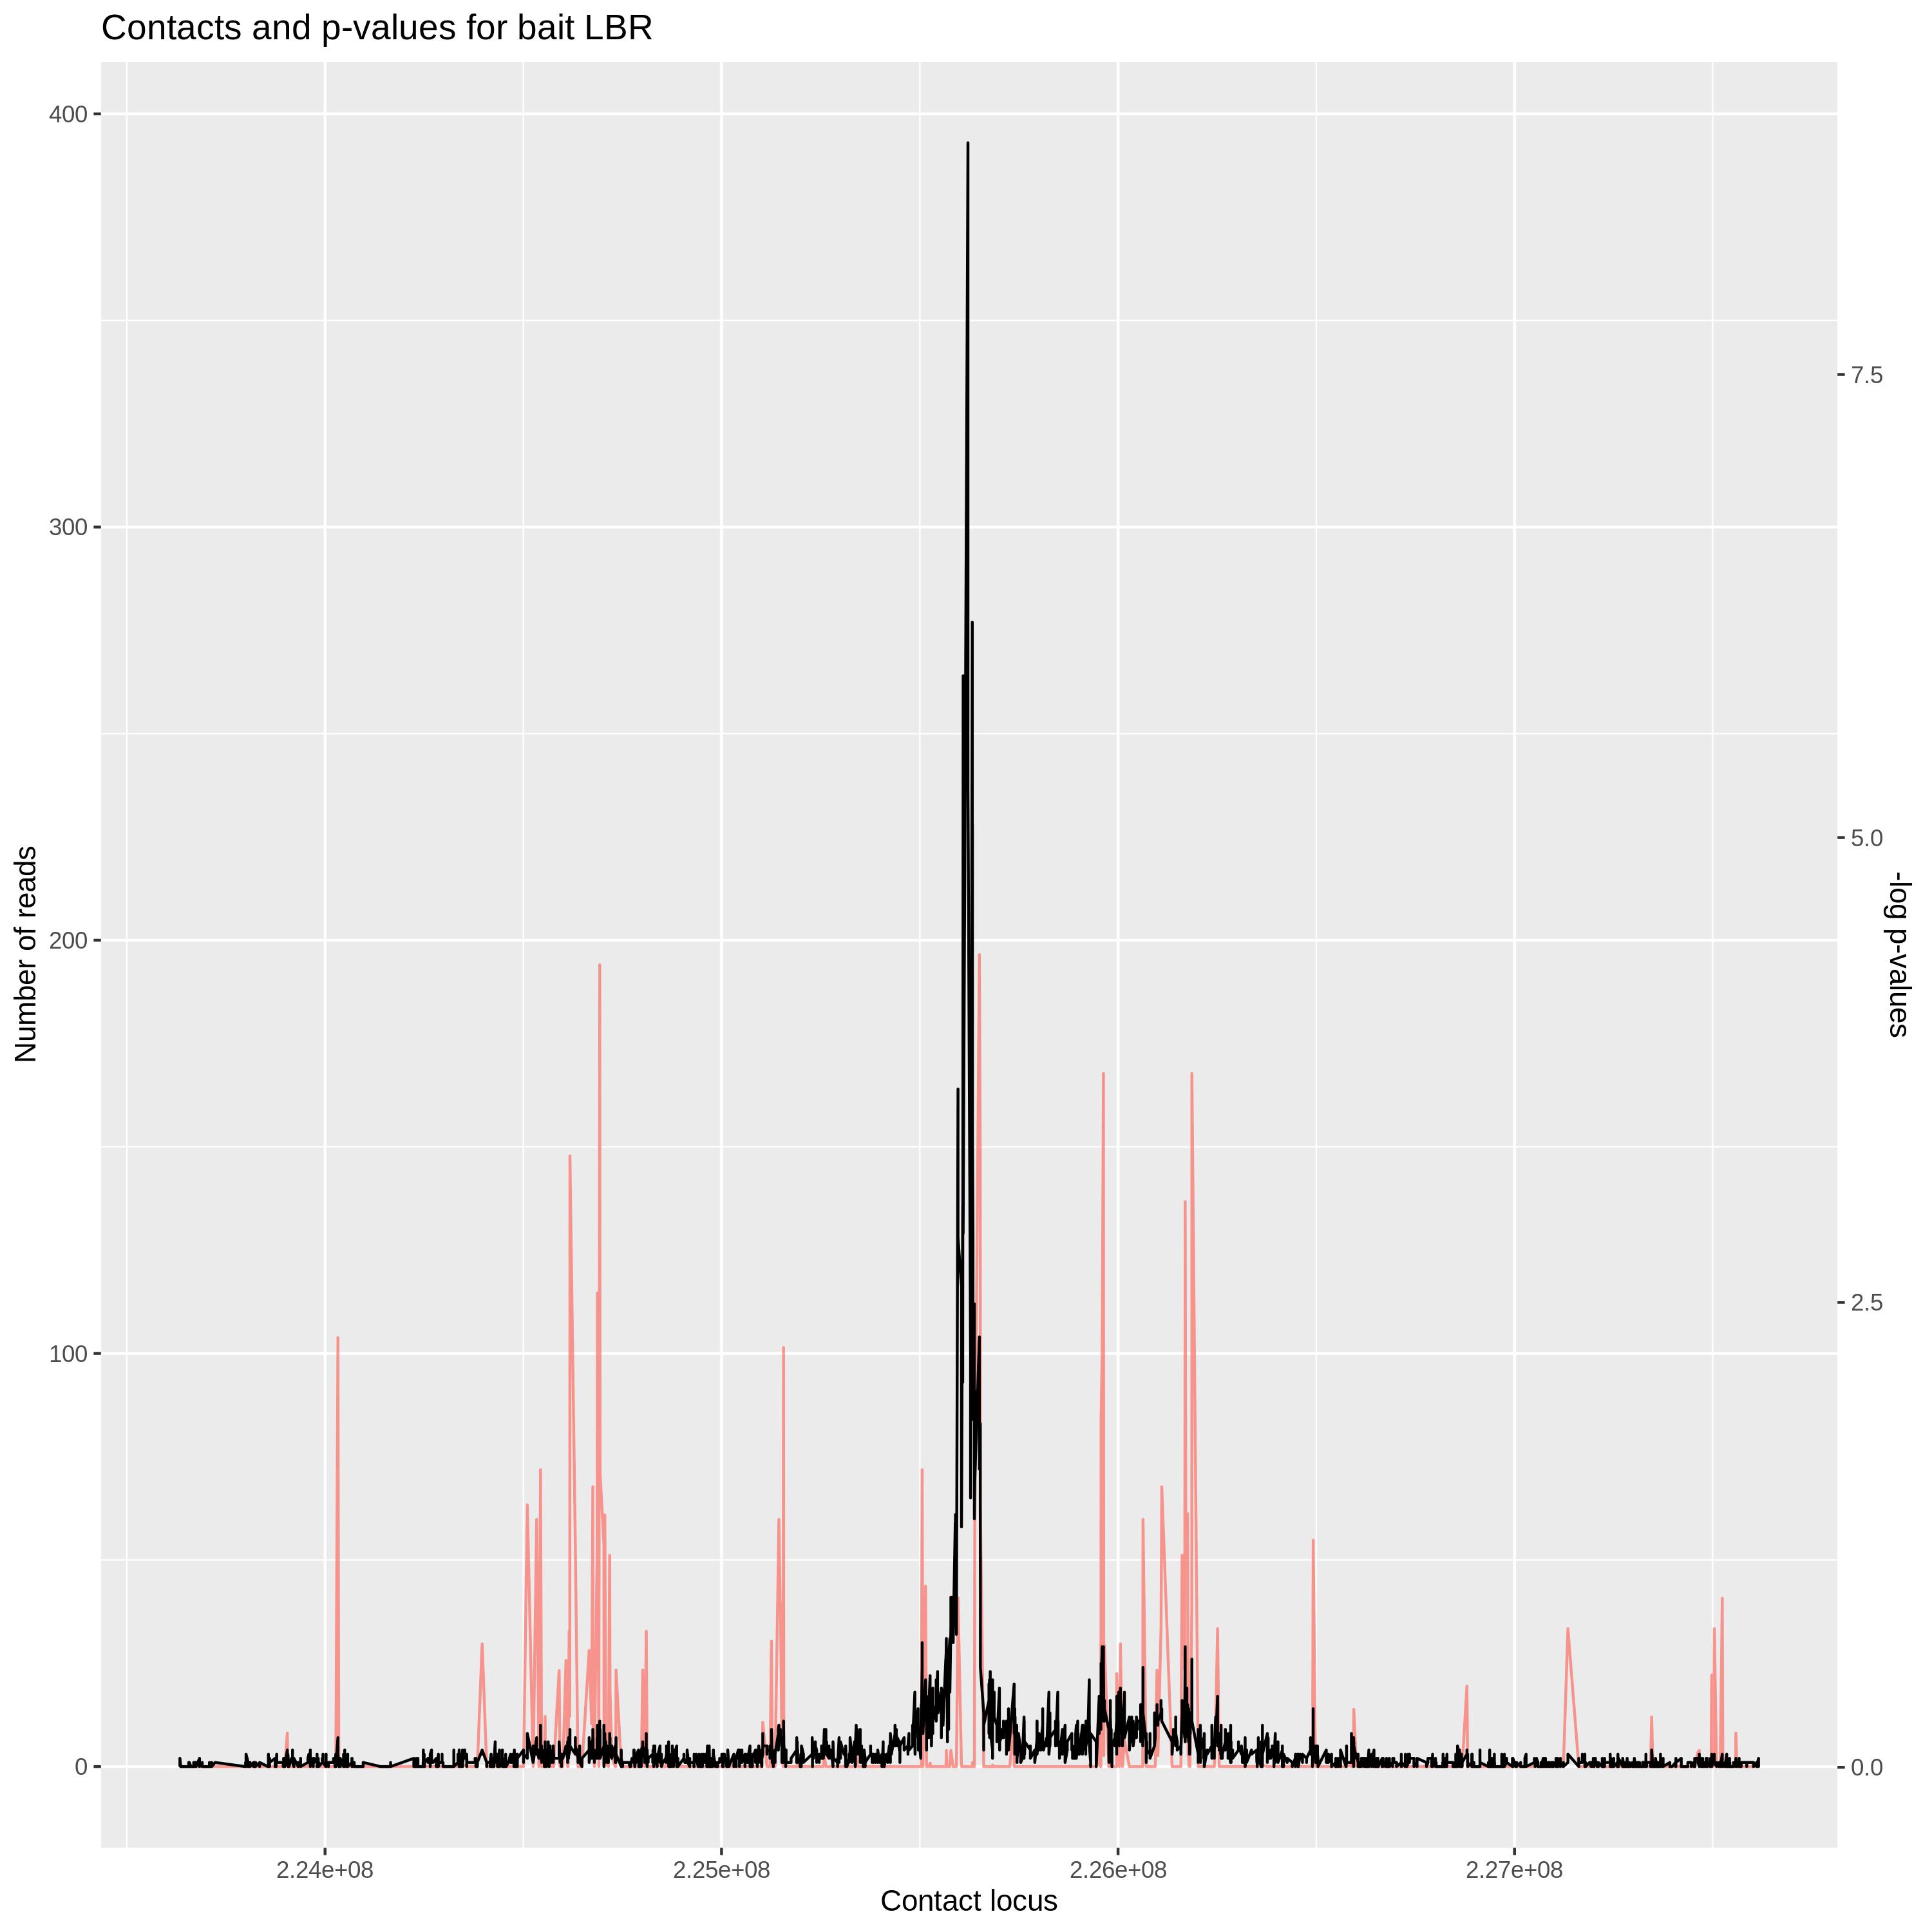 Contacts and p-values for bait LBR
400
300
200
100
0
Number of reads
7.5
5.0
2.5
0.0
-log p-values
2.24e+08
2.25e+08
2.26e+08
2.27e+08
Contact locus